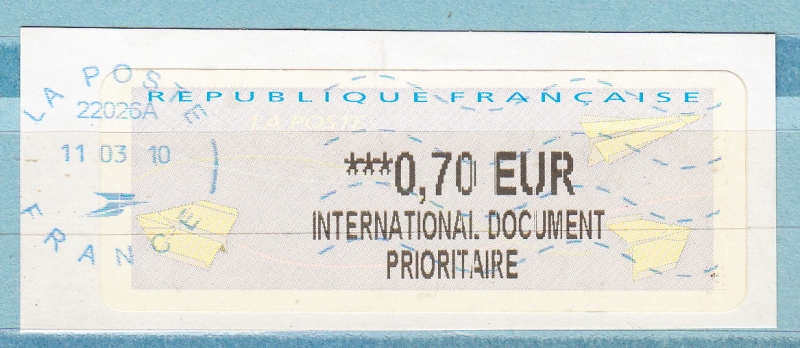 LA POSTE
22026A
11 03 10
FRANCE
REPUBLIQUE FRANÇAISE
LA POSTE
***0,70 EUR
INTERNATIONAL DOCUMENT
PRIORITAIRE